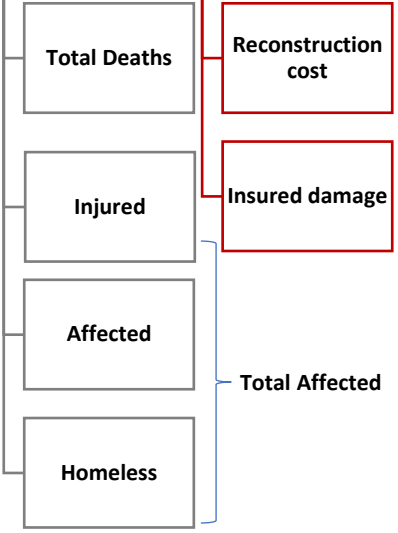 Total Deaths
Reconstruction
cost
Injured
Insured damage
Affected
Total Affected
Homeless